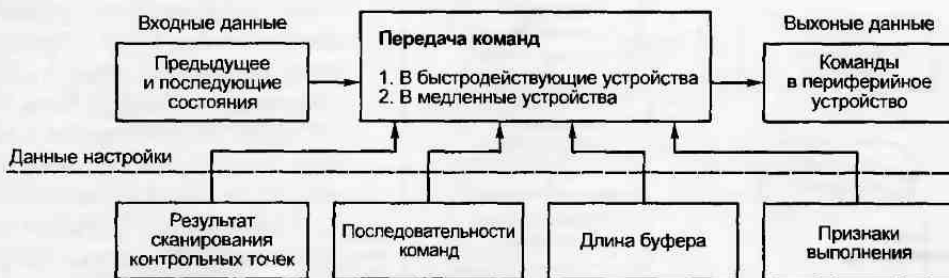 Входные данные
Предыдущее
и последующие
состояния
Передача команд
1. В быстродействующие устройства
2. В медленные устройства
Выхоные данные
Команды
в периферийное
устройство
Данные настройки
Результат
сканирования
контрольных точек
Последовательности
команд
Длина буфера
Признаки
выполнения